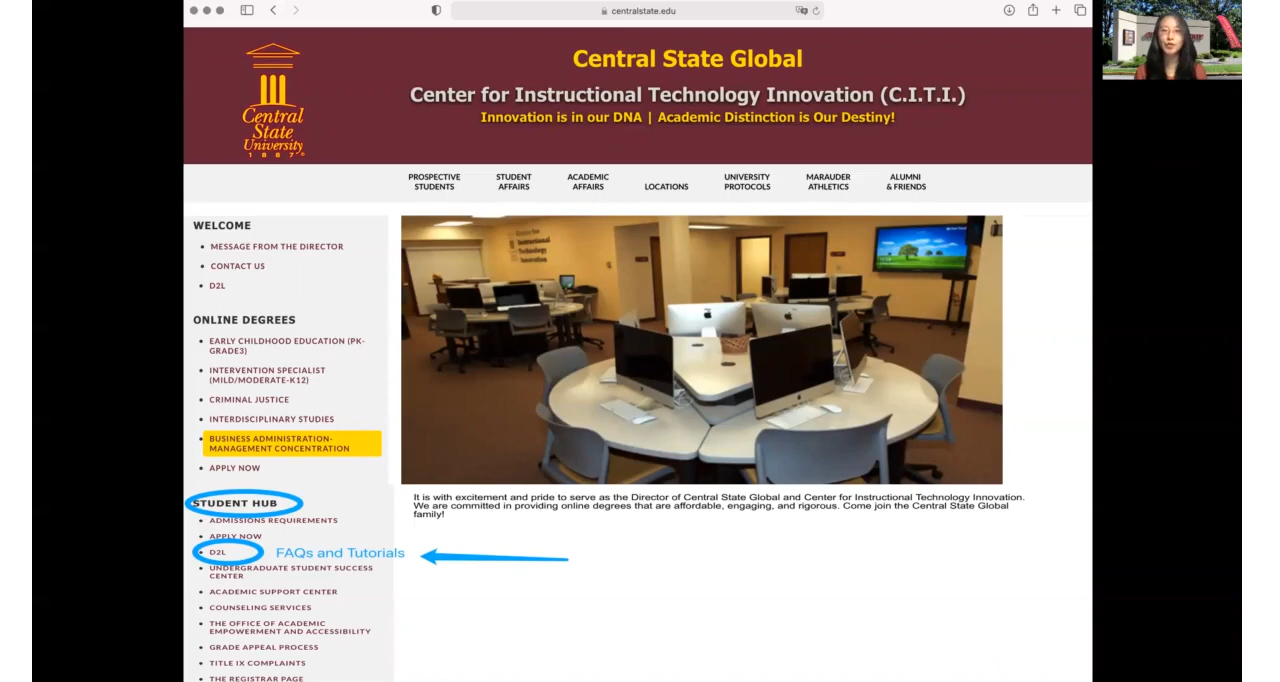 centralstate.edu
Central
State
University
1887
Central State Global
Center for Instructional Technology Innovation (C.I.T.I.)
Innovation is in our DNA | Academic Distinction is Our Destiny!
PROSPECTIVE
STUDENTS
STUDENT
AFFAIRS
ACADEMIC
AFFAIRS
LOCATIONS
UNIVERSITY
PROTOCOLS
MARAUDER
ATHLETICS
ALUMNI
& FRIENDS
WELCOME
MESSAGE FROM THE DIRECTOR
CONTACT US
D2L
ONLINE DEGREES
EARLY CHILDHOOD EDUCATION (PK-
GRADE3)
INTERVENTION SPECIALIST
(MILD/MODERATE-K12)
CRIMINAL JUSTICE
INTERDISCIPLINARY STUDIES
BUSINESS ADMINISTRATION-
MANAGEMENT CONCENTRATION
APPLY NOW
STUDENT HUB
ADMISSIONS REQUIREMENTS
APPLY NOW
D2L
FAQs and Tutorials
UNDERGRADUATE STUDENT SUCCESS
CENTER
ACADEMIC SUPPORT CENTER
COUNSELING SERVICES
THE OFFICE OF ACADEMIC
EMPOWERMENT AND ACCESSIBILITY
GRADE APPEAL PROCESS
TITLE IX COMPLAINTS
THE REGISTRAR PAGE
Center for
Instructional
Technology
Innovation
It is with excitement and pride to serve as the Director of Central State Global and Center for Instructional Technology Innovation.
We are committed in providing online degrees that are affordable, engaging, and rigorous. Come join the Central State Global
family!